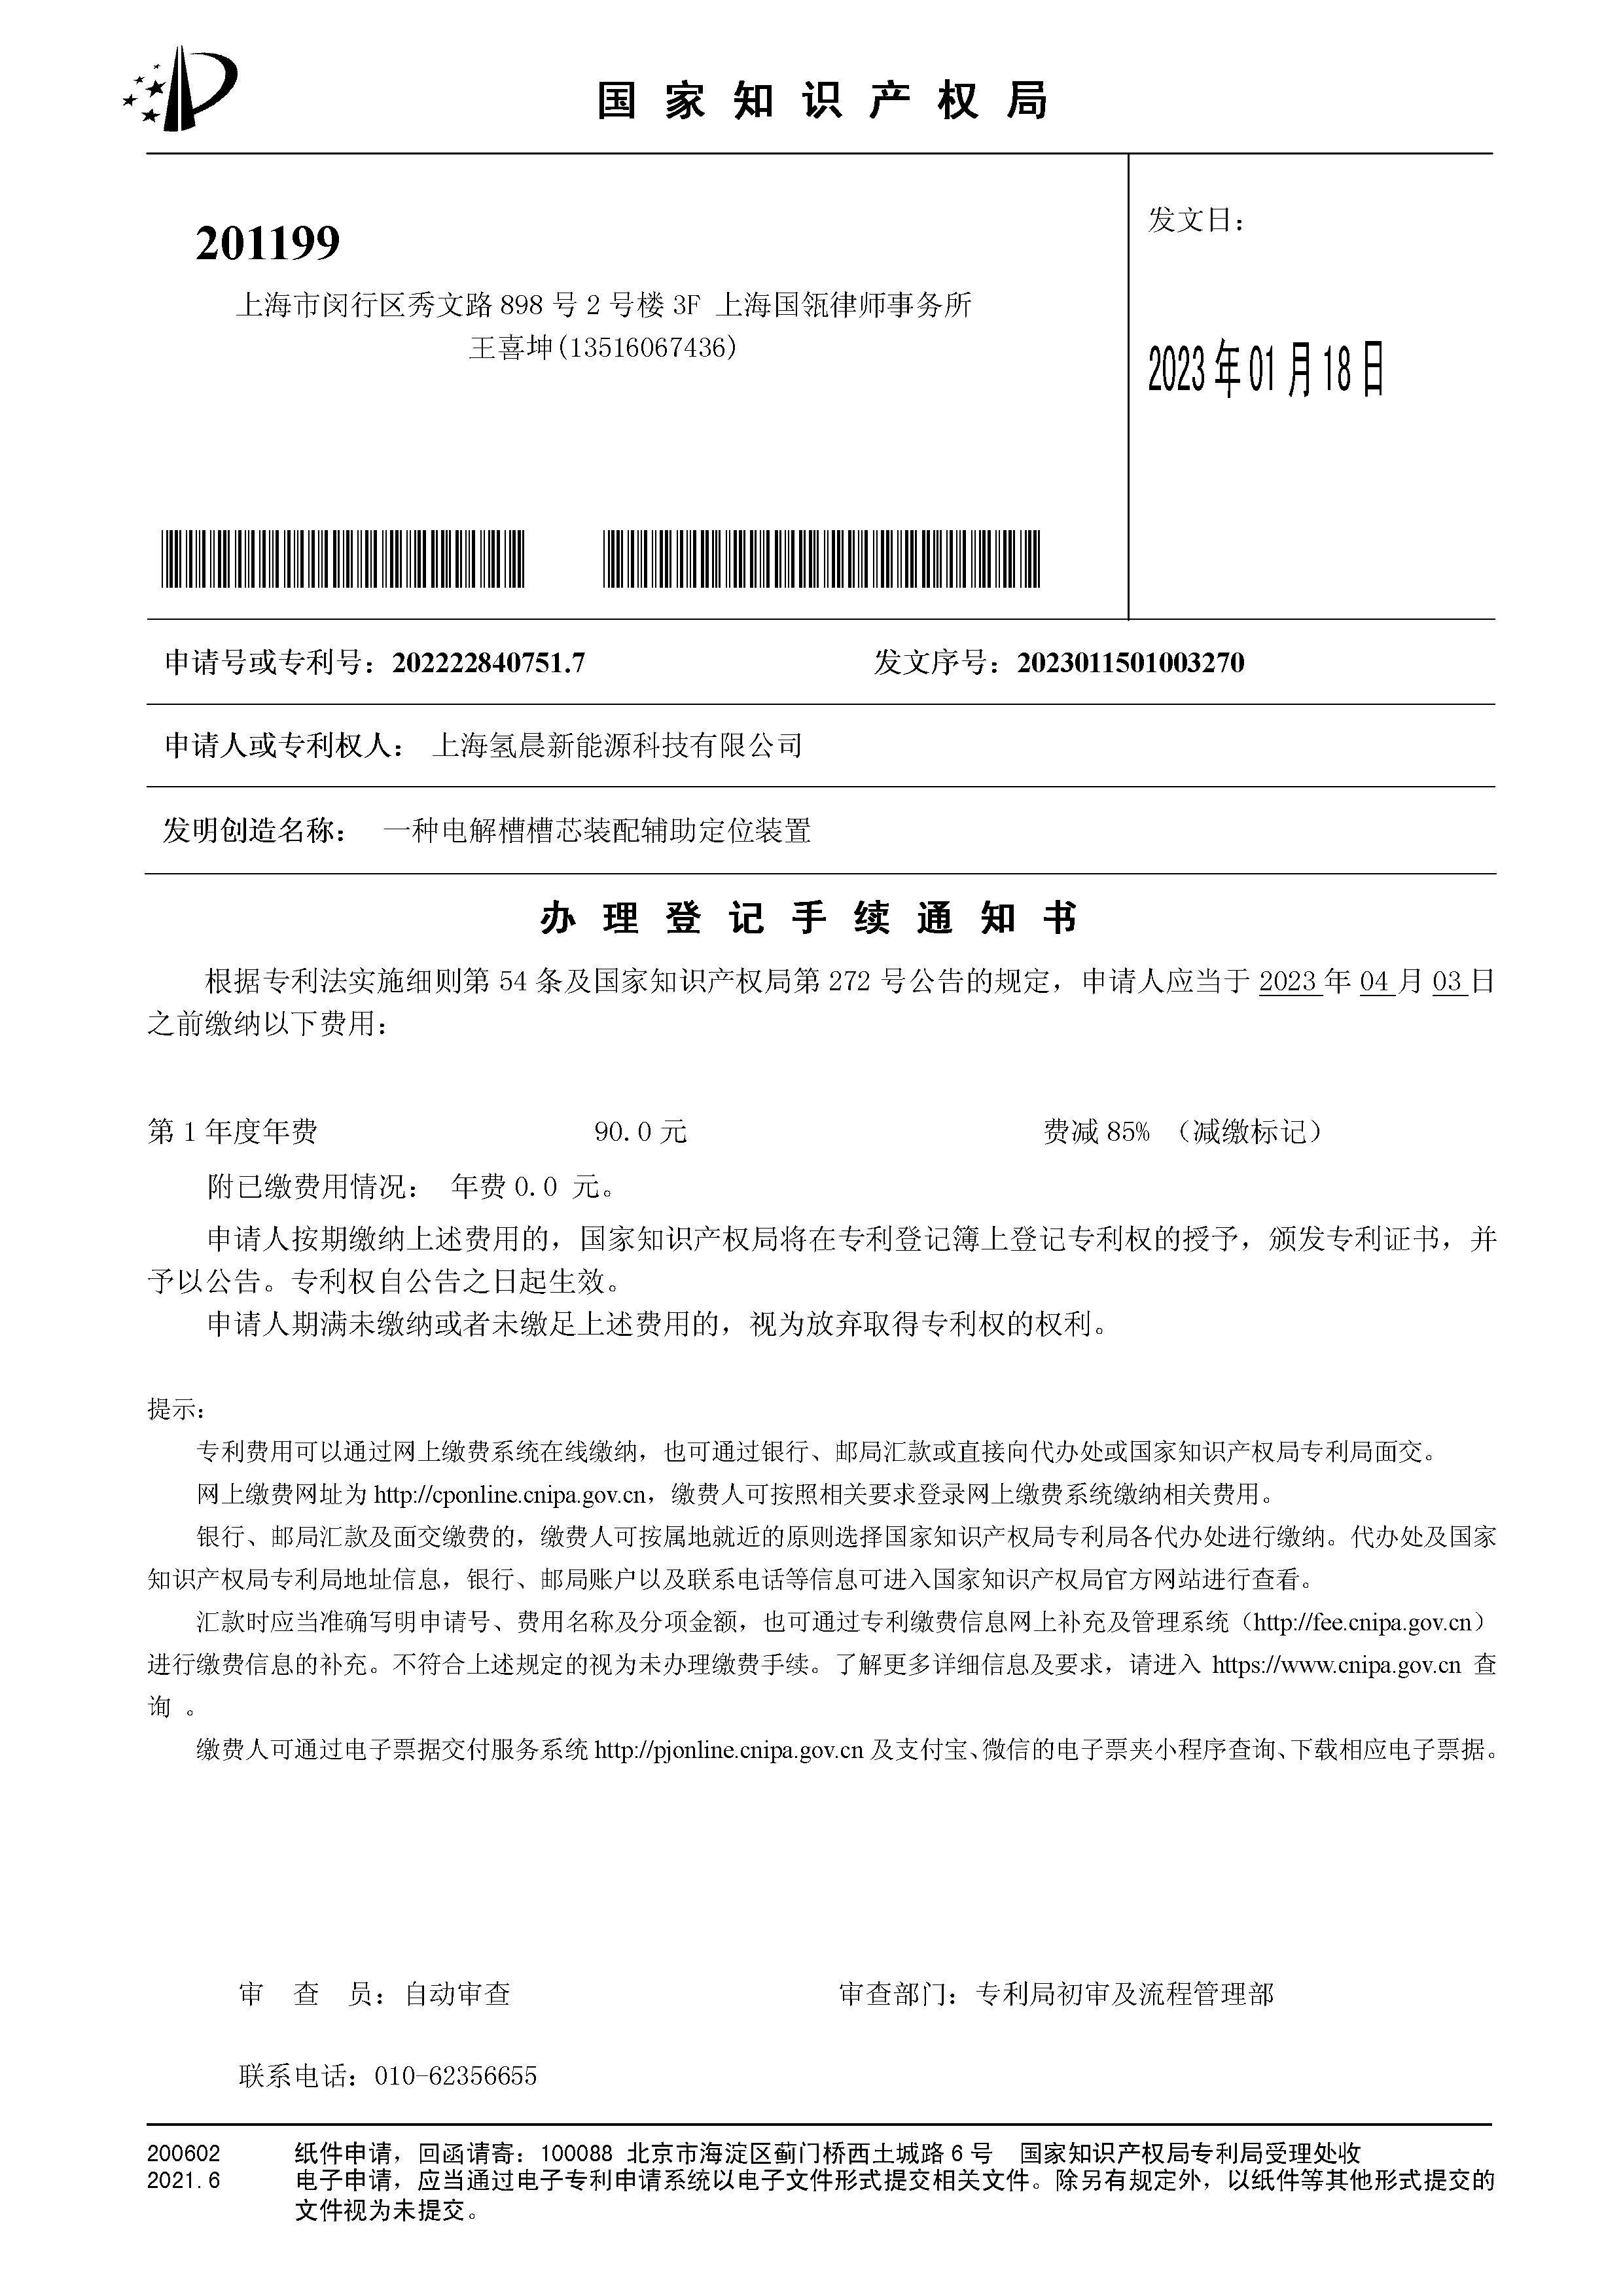 国家知识产权局
发文日：
201199
上海市闵行区秀文路 898 号 2 号楼 3F 上海国瓴律师事务所
王喜坤(13516067436)
2023 年 01 月 18 日
申请号或专利号：202222840751.7 发文序号：2023011501003270
申请人或专利权人： 上海氢晨新能源科技有限公司
发明创造名称： 一种电解槽槽芯装配辅助定位装置
办理登记手续通知书
根据专利法实施细则第 54 条及国家知识产权局第 272 号公告的规定，申请人应当于 2023 年 04 月 03 日
之前缴纳以下费用：
第 1 年度年费 90.0 元 费减 85% （减缴标记）
附已缴费用情况： 年费 0.0 元。
申请人按期缴纳上述费用的，国家知识产权局将在专利登记簿上登记专利权的授予，颁发专利证书，并
予以公告。专利权自公告之日起生效。
申请人期满未缴纳或者未缴足上述费用的，视为放弃取得专利权的权利。
提示：
专利费用可以通过网上缴费系统在线缴纳，也可通过银行、邮局汇款或直接向代办处或国家知识产权局专利局面交。
网上缴费网址为 http://cponline.cnipa.gov.cn，缴费人可按照相关要求登录网上缴费系统缴纳相关费用。
银行、邮局汇款及面交缴费的，缴费人可按属地就近的原则选择国家知识产权局专利局各代办处进行缴纳。代办处及国家
知识产权局专利局地址信息，银行、邮局账户以及联系电话等信息可进入国家知识产权局官方网站进行查看。
汇款时应当准确写明申请号、费用名称及分项金额，也可通过专利缴费信息网上补充及管理系统（http://fee.cnipa.gov.cn）
进行缴费信息的补充。不符合上述规定的视为未办理缴费手续。了解更多详细信息及要求，请进入 https://www.cnipa.gov.cn 查
询 。
缴费人可通过电子票据交付服务系统 http://pjonline.cnipa.gov.cn 及支付宝、微信的电子票夹小程序查询、下载相应电子票据。
审 查 员：自动审查 审查部门：专利局初审及流程管理部
联系电话：010-62356655
200602 纸件申请，回函请寄：100088 北京市海淀区蓟门桥西土城路 6 号 国家知识产权局专利局受理处收
2021.6 电子申请，应当通过电子专利申请系统以电子文件形式提交相关文件。除另有规定外，以纸件等其他形式提交的
文件视为未提交。